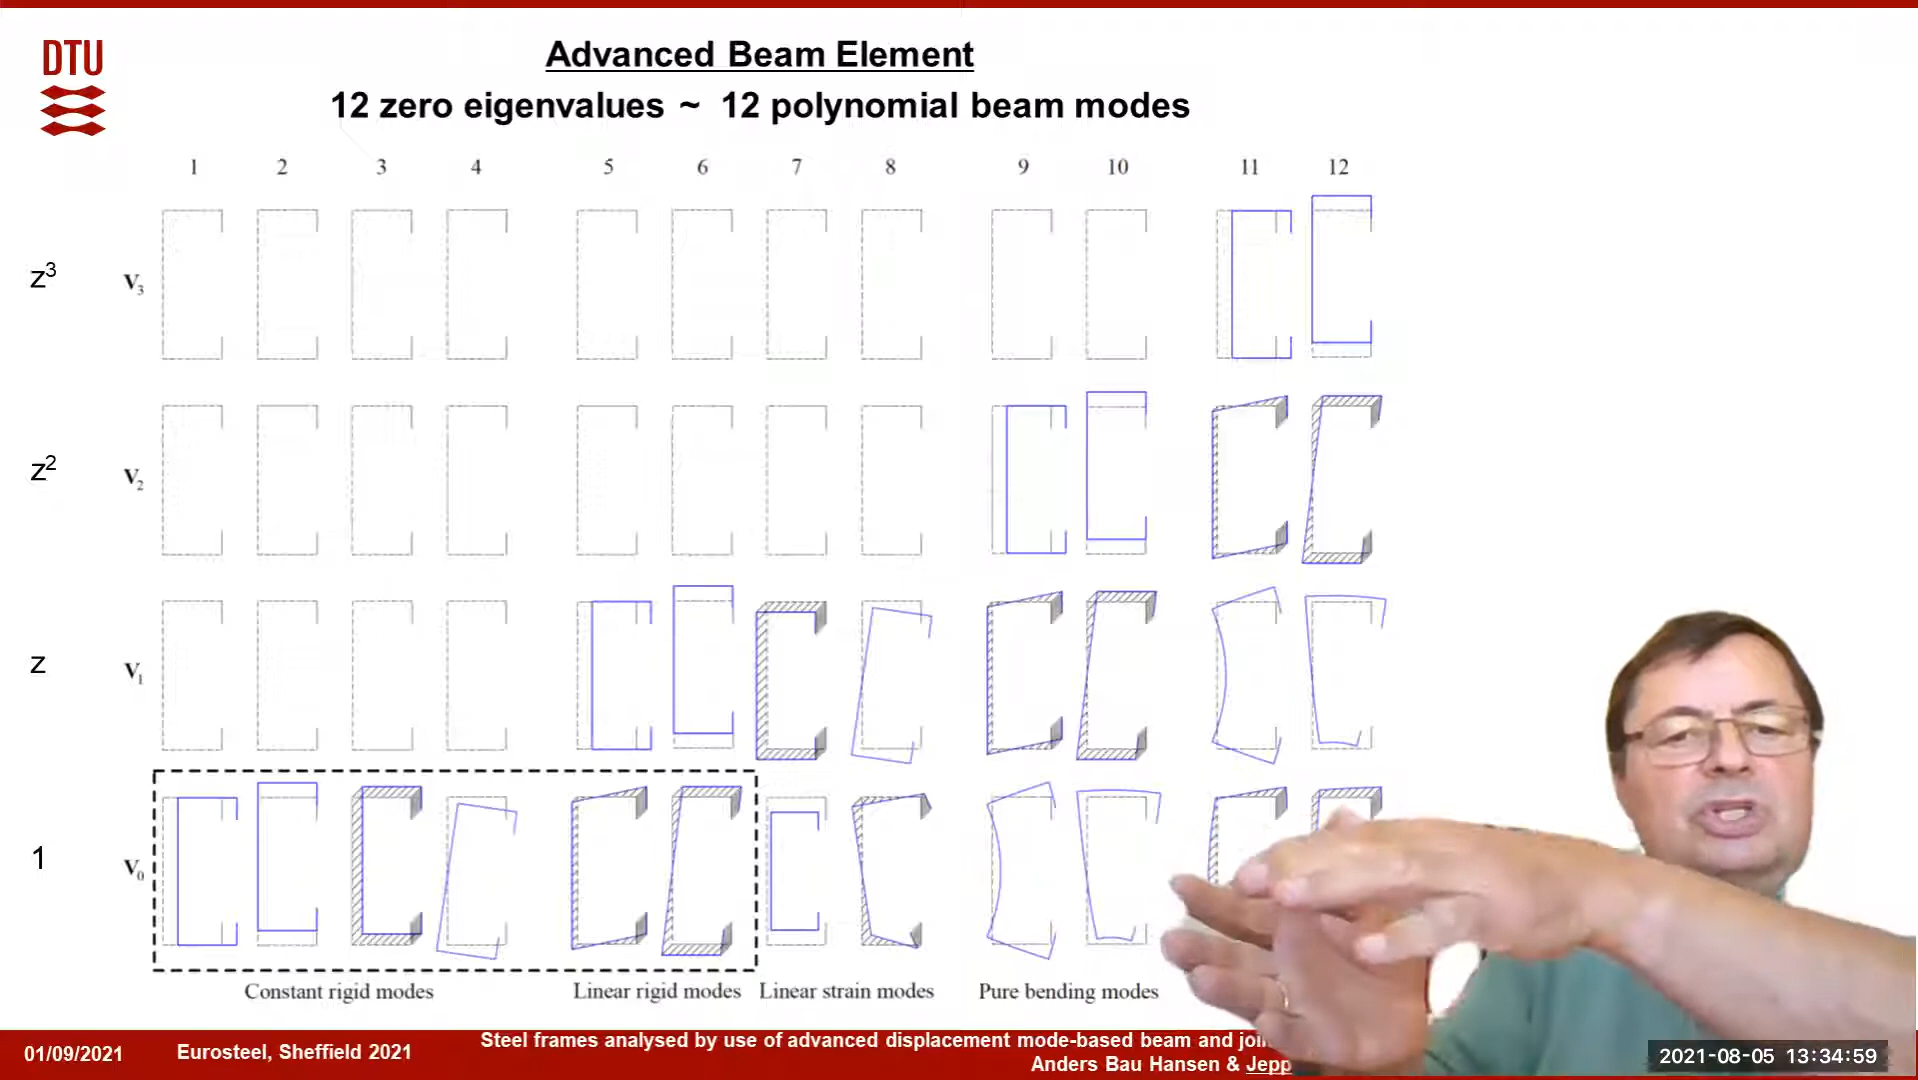 DTU
Advanced Beam Element
12 zero eigenvalues ~ 12 polynomial beam modes
1 2 3 4 5 6 7 8 9 10 11 12
z³ V₃
z² V₂
z V₁
1 V₀
Constant rigid modes Linear rigid modes Linear strain modes Pure bending modes
01/09/2021
Eurosteel, Sheffield 2021
Steel frames analysed by use of advanced displacement mode-based beam and
Anders Bau Hansen &
2021-08-05 13:34:59